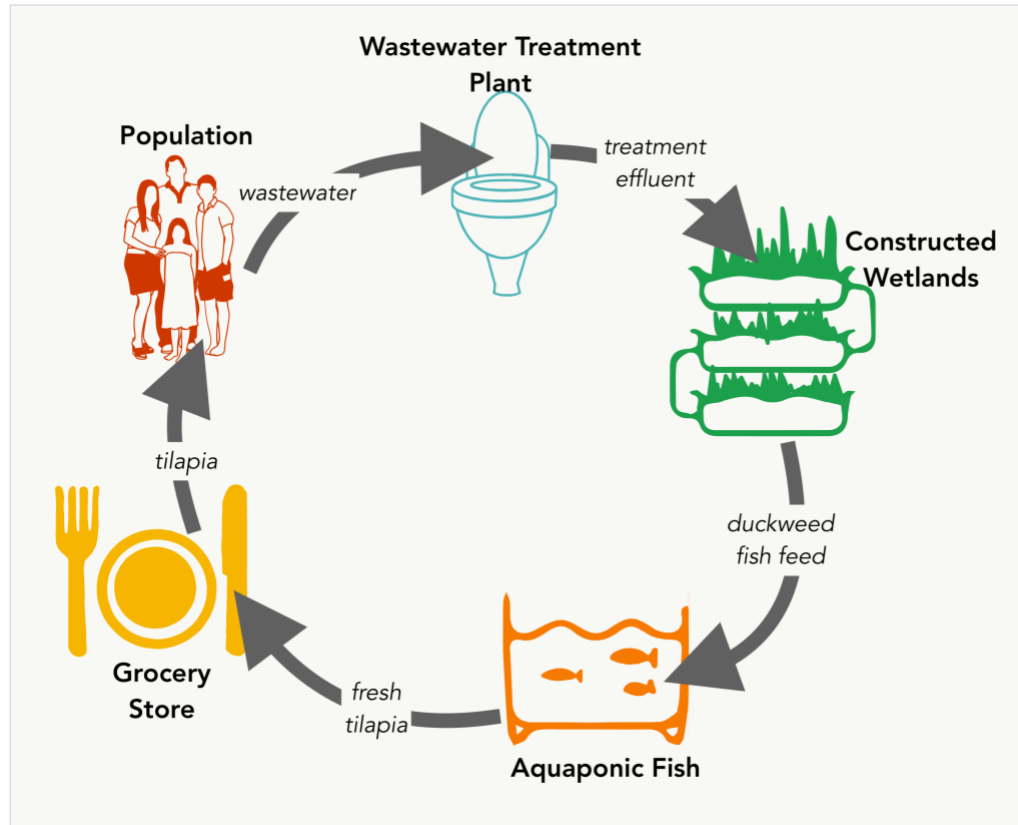 Wastewater Treatment
Plant
Population
wastewater
treatment
effluent
Constructed
Wetlands
duckweed
fish feed
Aquaponic Fish
fresh
tilapia
Grocery
Store
tilapia